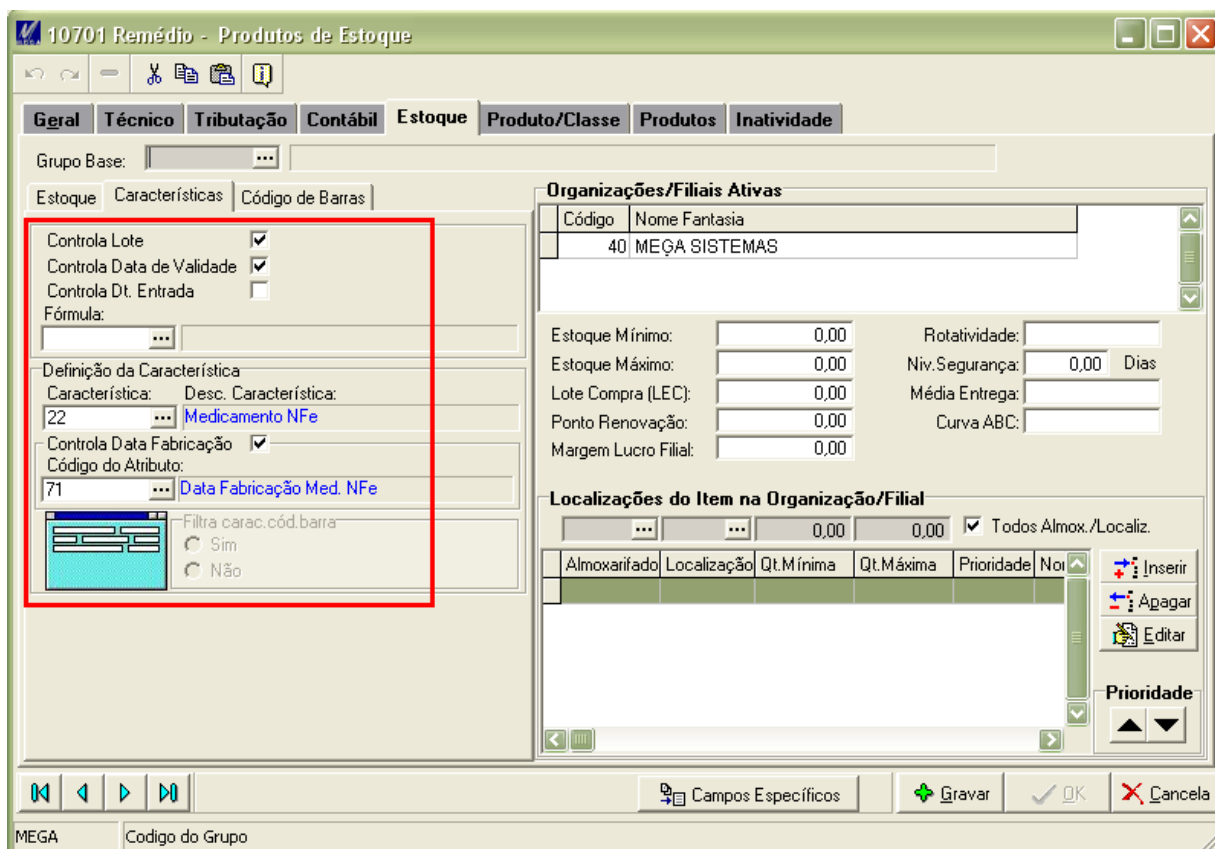 10701 Remédio - Produtos de Estoque
Geral Técnico Tributação Contábil Estoque Produto/Classe Produtos Inatividade
Grupo Base:
Estoque Características Código de Barras
Controla Lote
Controla Data de Validade
Controla Dt. Entrada
Fórmula:
Definição da Característica
Característica: Desc. Característica:
22 ... Medicamento NFe
Controla Data Fabricação
Código do Atributo:
71 ... Data Fabricação Med. NFe
Filtra carac.cód.barra
Sim
Não
Organizações/Filiais Ativas
Código Nome Fantasia
40 MEGA SISTEMAS
Estoque Mínimo: 0,00 Rotatividade:
Estoque Máximo: 0,00 Niv.Segurança: 0,00 Dias
Lote Compra (LEC): 0,00 Média Entrega:
Ponto Renovação: 0,00 Curva ABC:
Margem Lucro Filial: 0,00
Localizações do Item na Organização/Filial
... ... 0,00 0,00 Todos Almox./Localiz.
Almoxarifado Localização Qt.Mínima Qt.Máxima Prioridade Noi
Inserir
Apagar
Editar
Prioridade
Campos Específicos Gravar OK Cancela
MEGA Codigo do Grupo